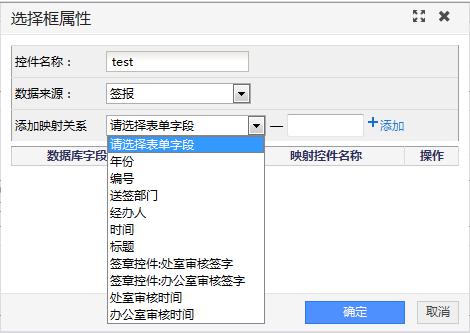 选择框属性
控件名称： test
数据来源： 签报
添加映射关系 请选择表单字段 — +添加
数据库字段 映射控件名称 操作
请选择表单字段
年份
编号
送签部门
经办人
时间
标题
签章控件:处室审核签字
签章控件:办公室审核签字
处室审核时间
办公室审核时间
确定 取消